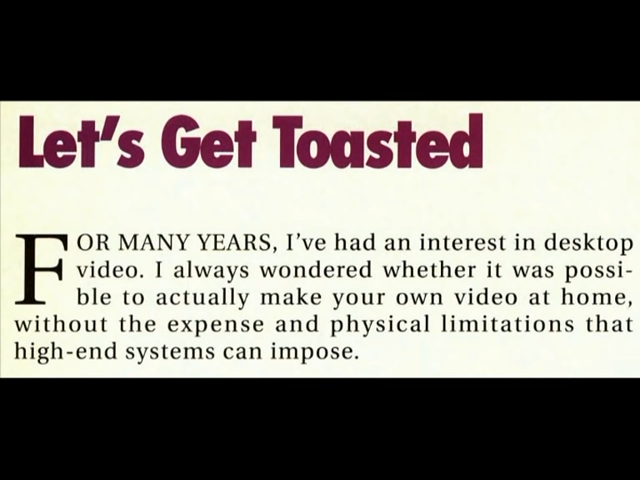 Let's Get Toasted
FOR MANY YEARS, I've had an interest in desktop
video. I always wondered whether it was possi-
ble to actually make your own video at home,
without the expense and physical limitations that
high-end systems can impose.